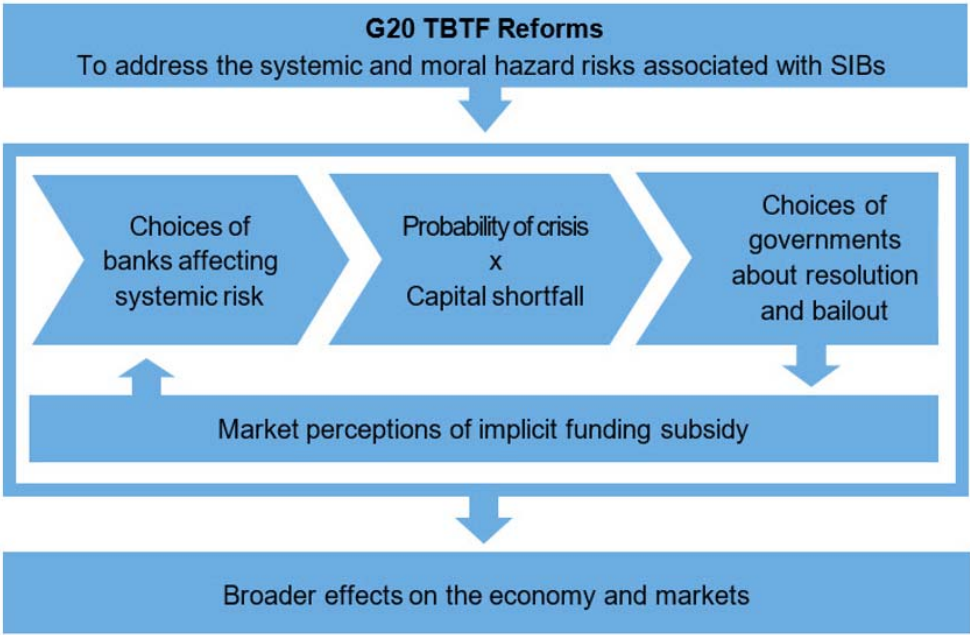 G20 TBTF Reforms
To address the systemic and moral hazard risks associated with SIBs
Choices of
banks affecting
systemic risk
Probability of crisis
x
Capital shortfall
Choices of
governments
about resolution
and bailout
Market perceptions of implicit funding subsidy
Broader effects on the economy and markets